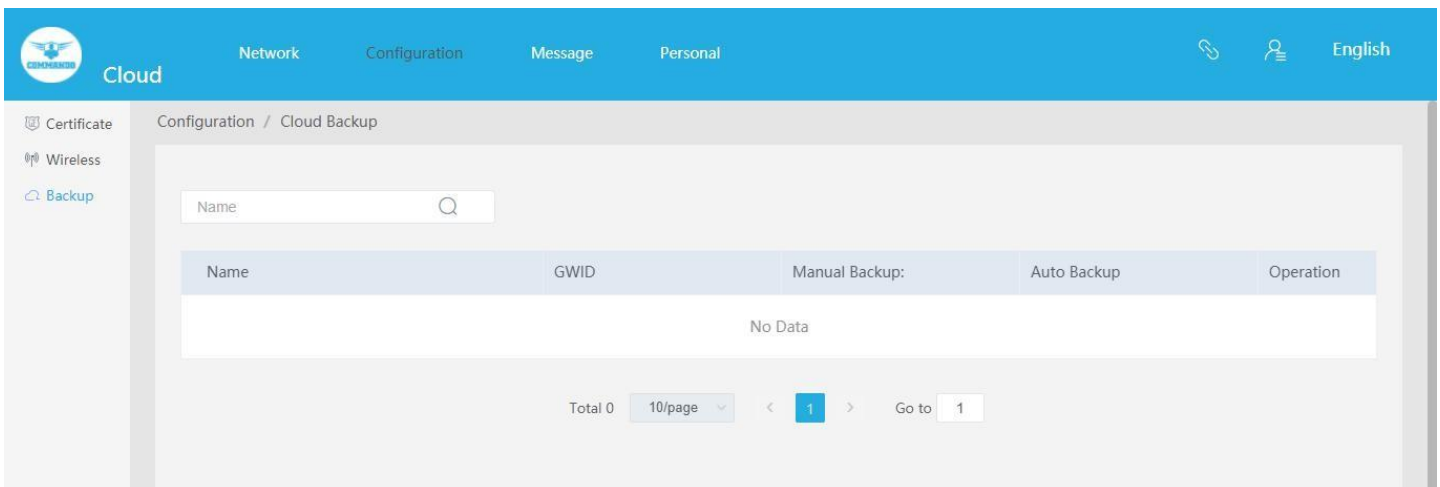 COMMANDO
Cloud
Network Configuration Message Personal English
Certificate
Wireless
Backup
Configuration / Cloud Backup
Name
Name GWID Manual Backup: Auto Backup Operation
No Data
Total 0 10/page < 1 > Go to 1